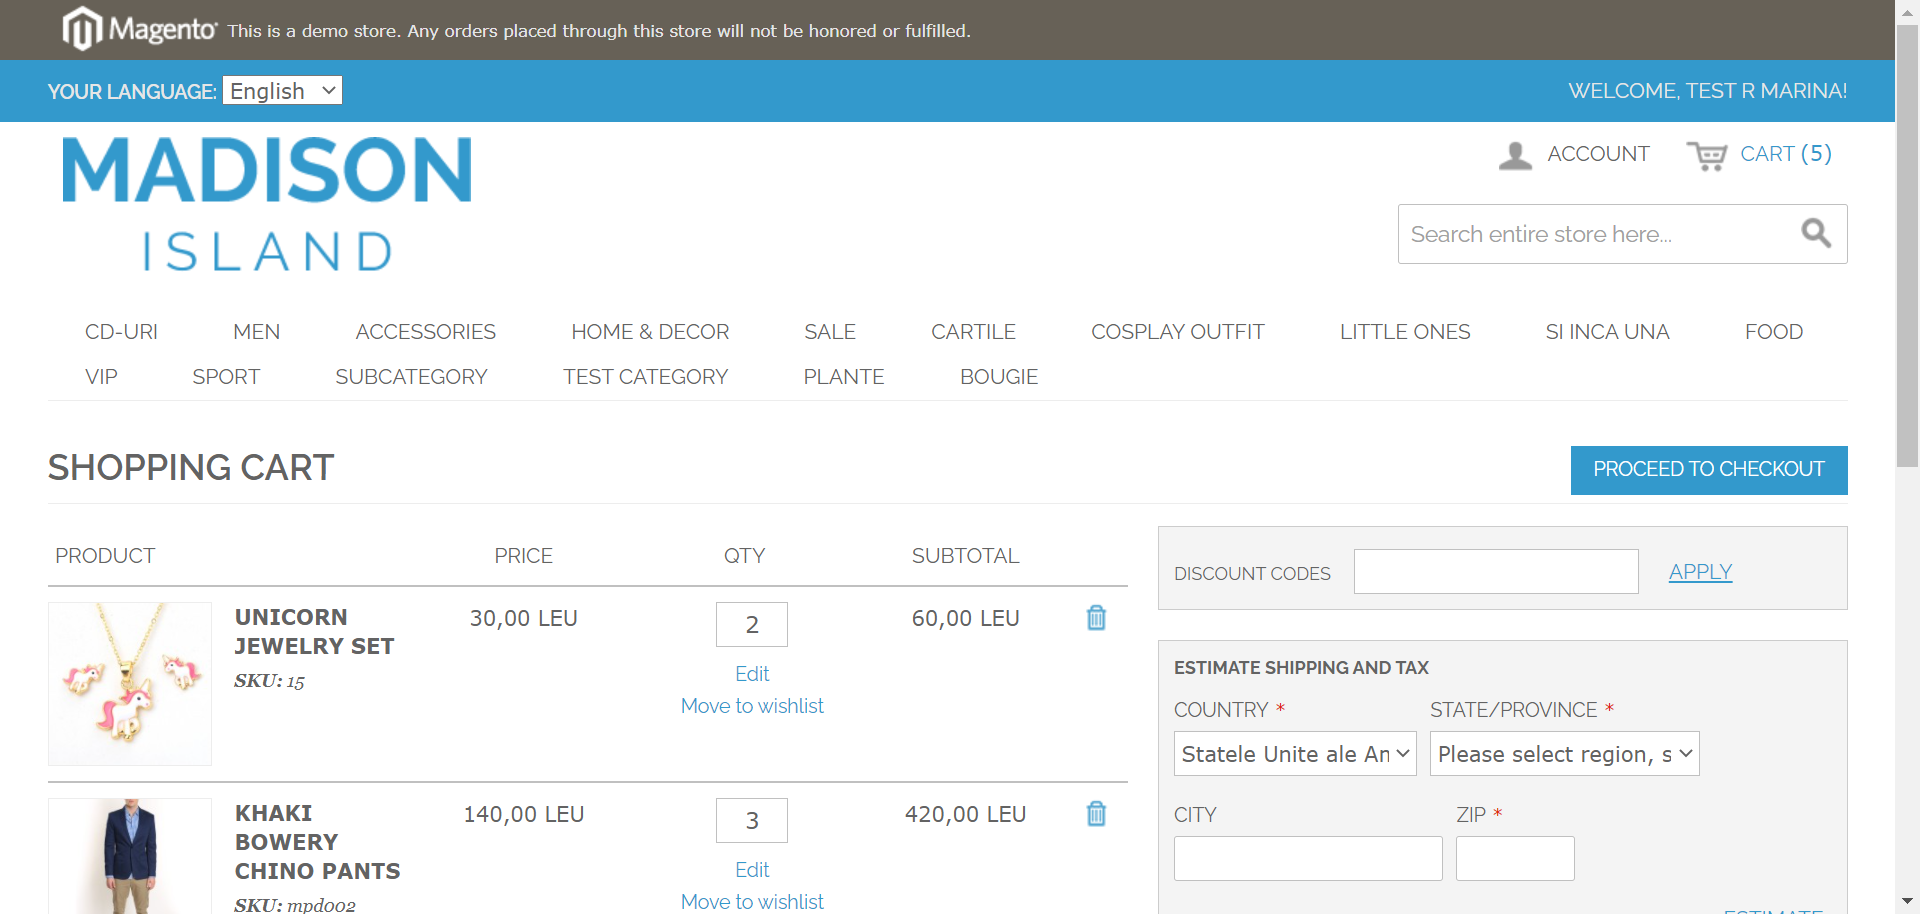 Magento® This is a demo store. Any orders placed through this store will not be honored or fulfilled.
YOUR LANGUAGE: English
WELCOME, TEST R MARINA!
MADISON
ISLAND
ACCOUNT
CART (5)
Search entire store here...
CD-URI MEN ACCESSORIES HOME & DECOR SALE CARTILE COSPLAY OUTFIT LITTLE ONES SI INCA UNA FOOD
VIP SPORT SUBCATEGORY TEST CATEGORY PLANTE BOUGIE
SHOPPING CART
PROCEED TO CHECKOUT
PRODUCT PRICE QTY SUBTOTAL
UNICORN
JEWELRY SET
SKU: 15
30,00 LEU
2
Edit
Move to wishlist
60,00 LEU
KHAKI
BOWERY
CHINO PANTS
SKU: mpd002
140,00 LEU
3
Edit
Move to wishlist
420,00 LEU
DISCOUNT CODES
APPLY
ESTIMATE SHIPPING AND TAX
COUNTRY * STATE/PROVINCE *
Statele Unite ale Please select region, s
CITY ZIP *
ESTIMATE